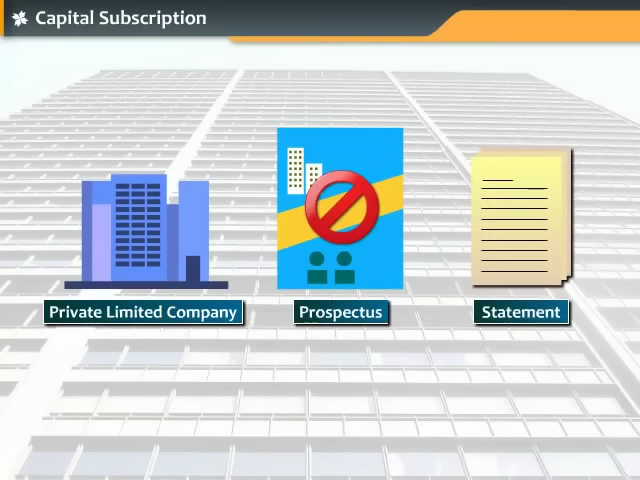 Capital Subscription
Private Limited Company
Prospectus
Statement